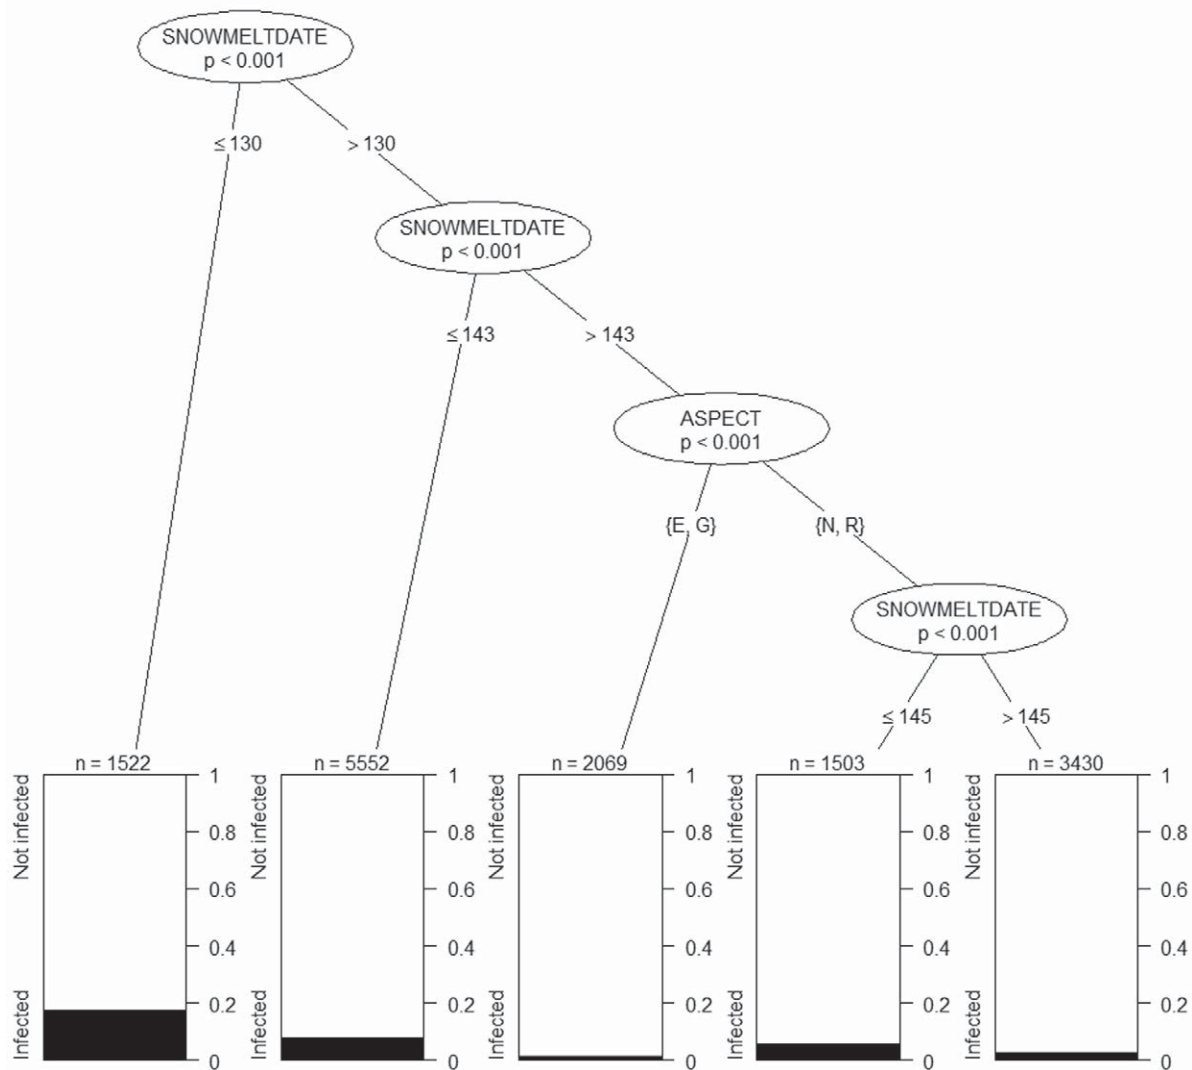 SNOWMELTDATE
p < 0.001
≤ 130
> 130
SNOWMELTDATE
p < 0.001
≤ 143
> 143
ASPECT
p < 0.001
{E, G}
{N, R}
SNOWMELTDATE
p < 0.001
≤ 145
> 145
n = 1522
Not infected
Infected
1
0.8
0.6
0.4
0.2
0
n = 5552
Not infected
Infected
1
0.8
0.6
0.4
0.2
0
n = 2069
Not infected
Infected
1
0.8
0.6
0.4
0.2
0
n = 1503
Not infected
Infected
1
0.8
0.6
0.4
0.2
0
n = 3430
Not infected
Infected
1
0.8
0.6
0.4
0.2
0